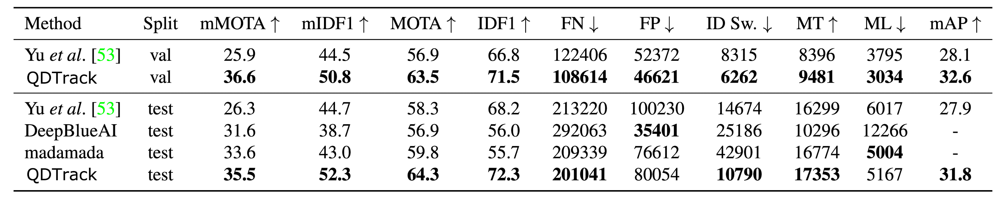 Method Split mMOTA ↑ mIDF1 ↑ MOTA ↑ IDF1 ↑ FN ↓ FP ↓ ID Sw. ↓ MT ↑ ML ↓ mAP ↑
Yu et al. [53] val 25.9 44.5 56.9 66.8 122406 52372 8315 8396 3795 28.1
QDTrack val 36.6 50.8 63.5 71.5 108614 46621 6262 9481 3034 32.6
Yu et al. [53] test 26.3 44.7 58.3 68.2 213220 100230 14674 16299 6017 27.9
DeepBlueAI test 31.6 38.7 56.9 56.0 292063 35401 25186 10296 12266 -
madamada test 33.6 43.0 59.8 55.7 209339 76612 42901 16774 5004 -
QDTrack test 35.5 52.3 64.3 72.3 201041 80054 10790 17353 5167 31.8